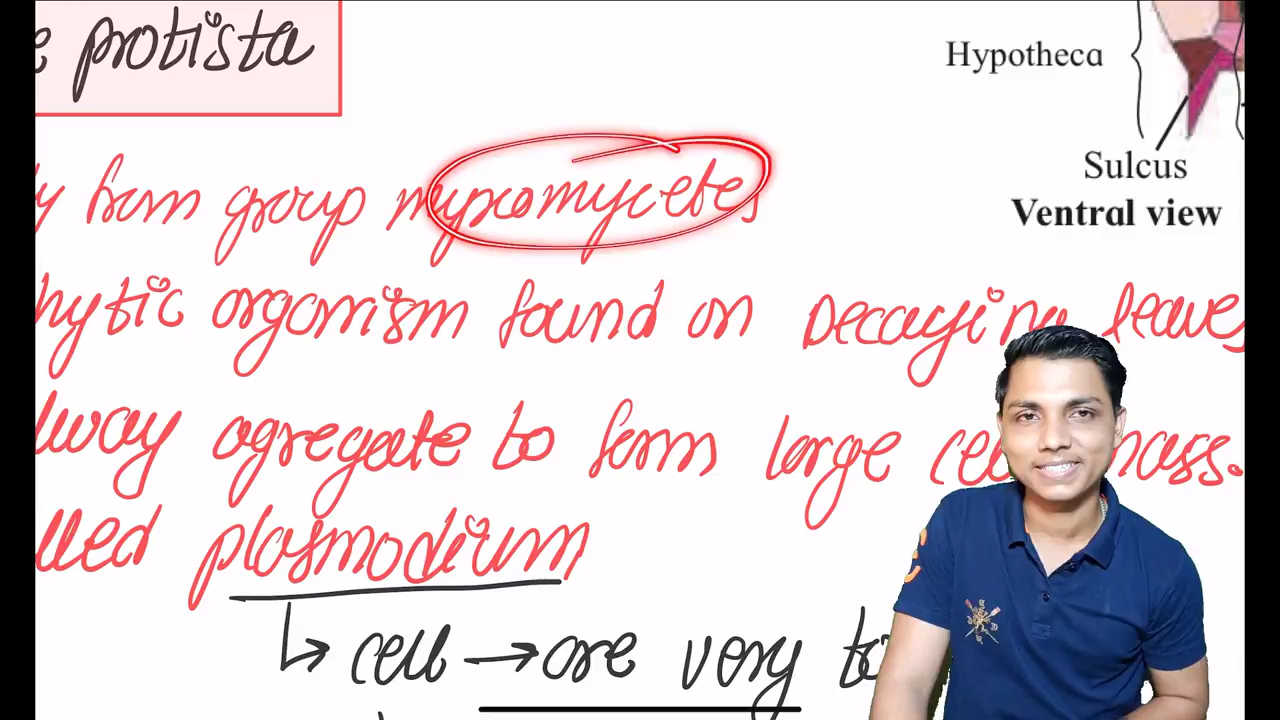 protista
Hypotheca
Sulcus
Ventral view
from group myxomycetes
hytic organism found on Decaying leaves
lway agregate to form large cell mass.
lled plasmodium
↳ cell → are very